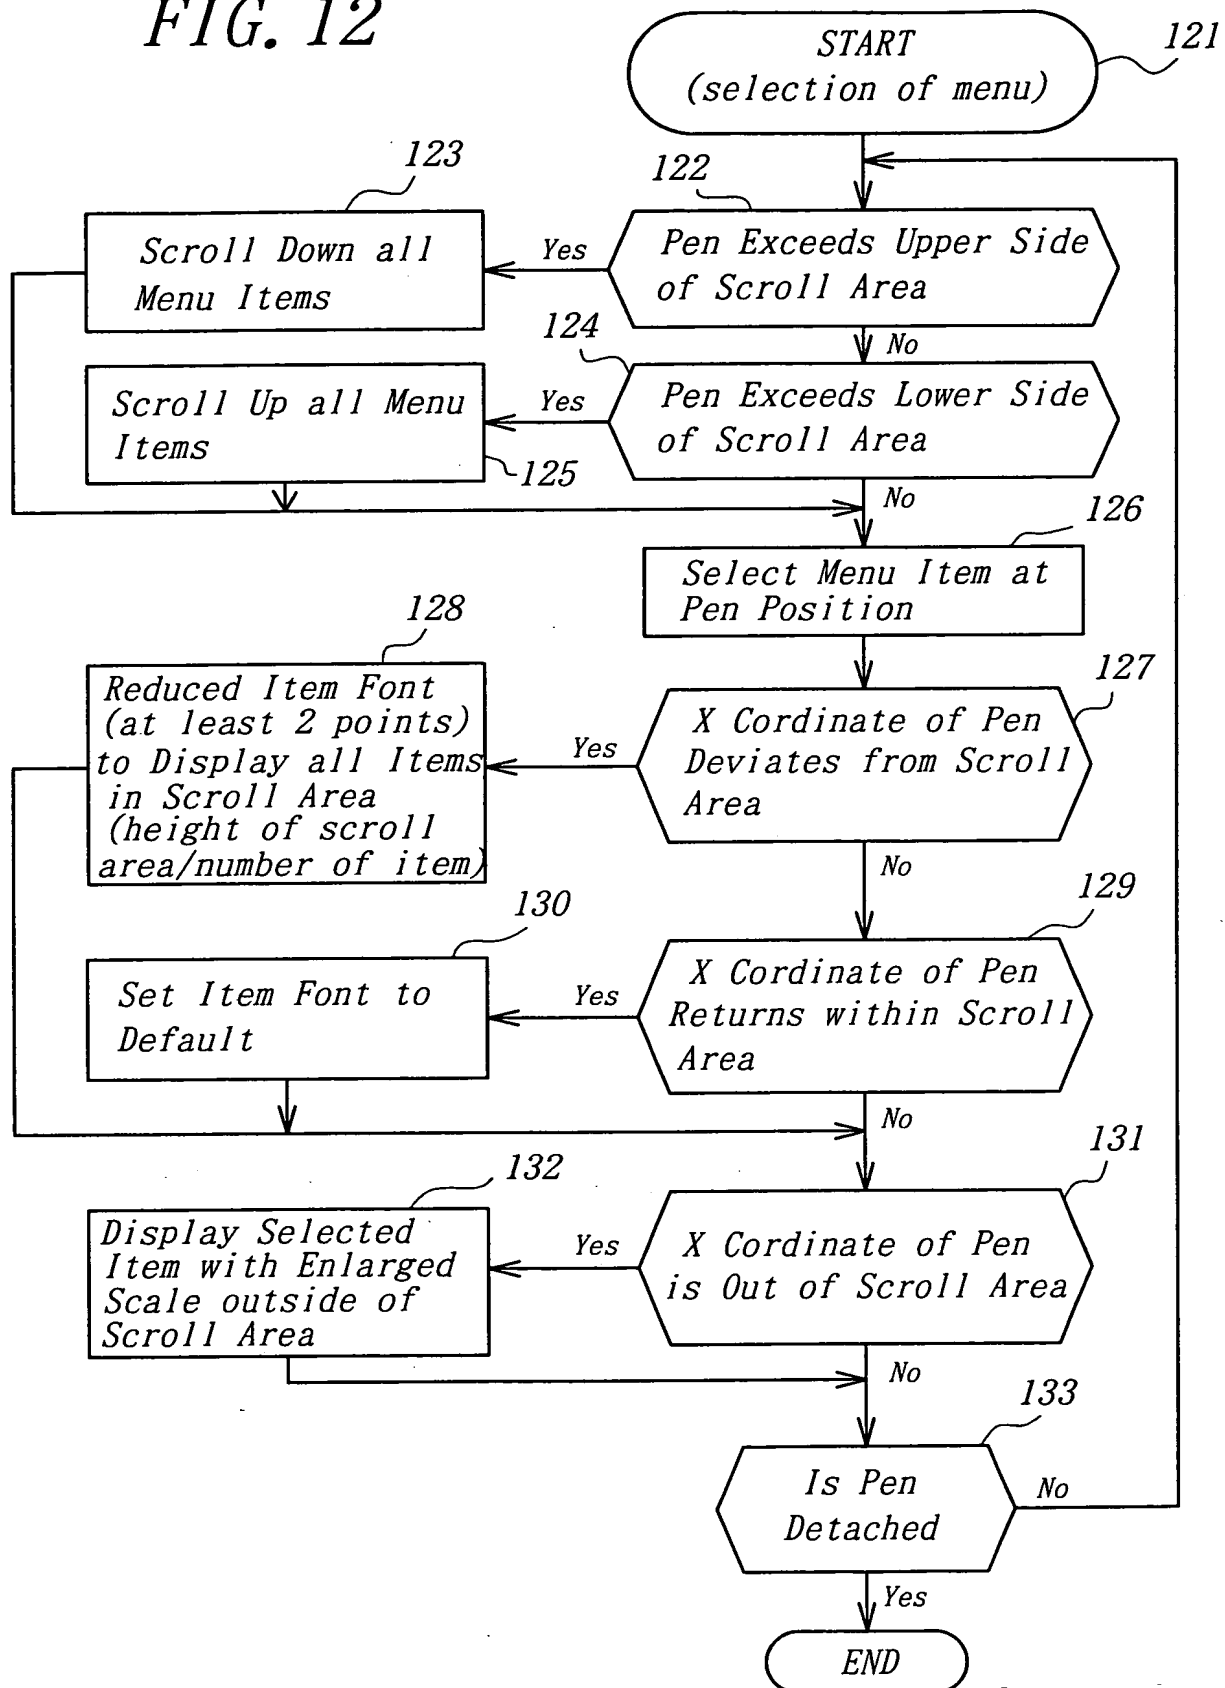 FIG. 12
START
(selection of menu)
121
122
Pen Exceeds Upper Side
of Scroll Area
Yes
No
123
Scroll Down all
Menu Items
124
Pen Exceeds Lower Side
of Scroll Area
Yes
No
Scroll Up all Menu
Items
125
126
Select Menu Item at
Pen Position
127
X Cordinate of Pen
Deviates from Scroll
Area
Yes
No
128
Reduced Item Font
(at least 2 points)
to Display all Items
in Scroll Area
(height of scroll
area/number of item)
129
X Cordinate of Pen
Returns within Scroll
Area
Yes
No
130
Set Item Font to
Default
131
X Cordinate of Pen
is Out of Scroll Area
Yes
No
132
Display Selected
Item with Enlarged
Scale outside of
Scroll Area
133
Is Pen
Detached
No
Yes
END